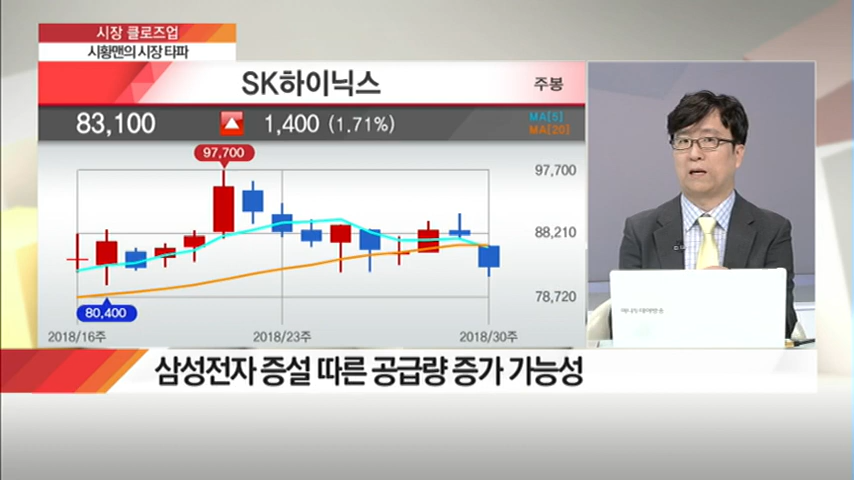 시장 클로즈업
시황맨의 시장 타파
SK하이닉스
주봉
83,100
1,400 (1.71%)
MA[5]
MA[20]
97,700
97,700
88,210
78,720
80,400
2018/16주
2018/23주
2018/30주
삼성전자 증설 따른 공급량 증가 가능성